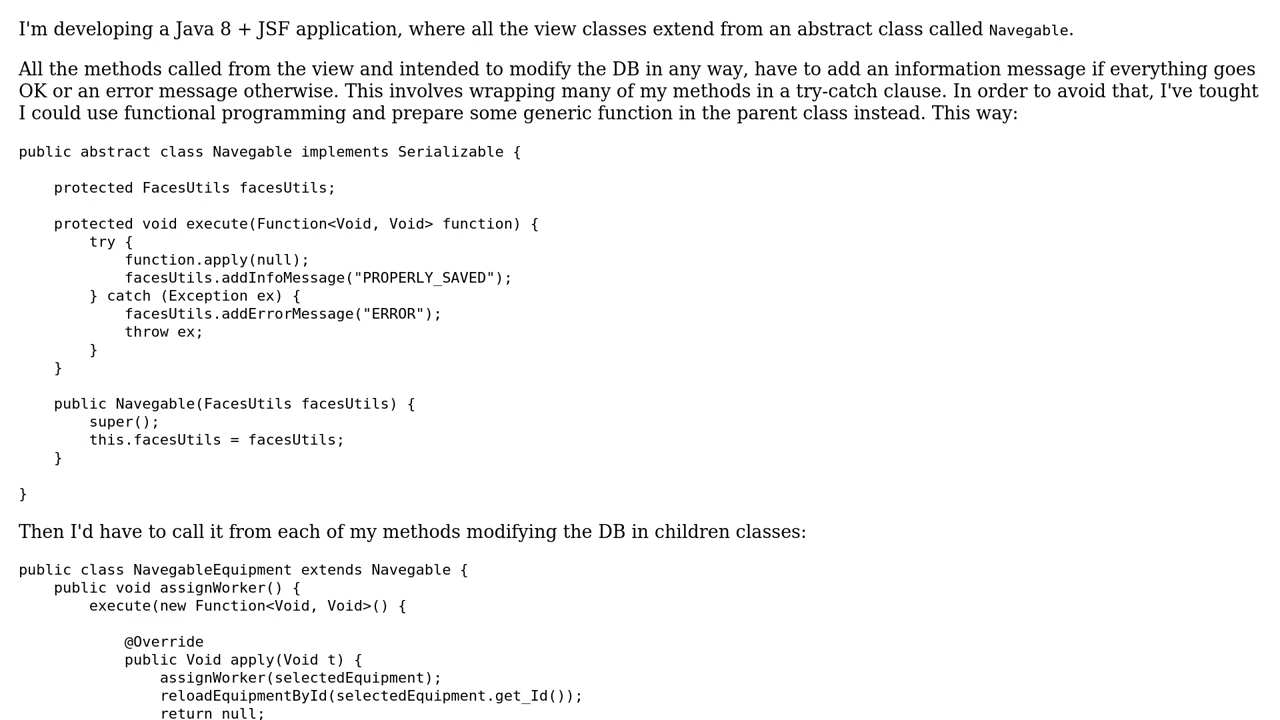 I'm developing a Java 8 + JSF application, where all the view classes extend from an abstract class called Navegable.
All the methods called from the view and intended to modify the DB in any way, have to add an information message if everything goes
OK or an error message otherwise. This involves wrapping many of my methods in a try-catch clause. In order to avoid that, I've tought
I could use functional programming and prepare some generic function in the parent class instead. This way:
public abstract class Navegable implements Serializable {
    protected FacesUtils facesUtils;
    protected void execute(Function<Void, Void> function) {
        try {
            function.apply(null);
            facesUtils.addInfoMessage("PROPERLY_SAVED");
        } catch (Exception ex) {
            facesUtils.addErrorMessage("ERROR");
            throw ex;
        }
    }
    public Navegable(FacesUtils facesUtils) {
        super();
        this.facesUtils = facesUtils;
    }
}
Then I'd have to call it from each of my methods modifying the DB in children classes:
public class NavegableEquipment extends Navegable {
    public void assignWorker() {
        execute(new Function<Void, Void>() {
            @Override
            public Void apply(Void t) {
                assignWorker(selectedEquipment);
                reloadEquipmentById(selectedEquipment.get_Id());
                return null;